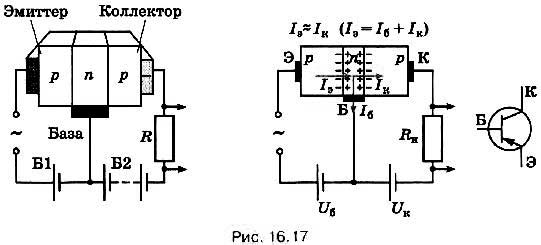 Эмиттер
Коллектор
p
n
p
База
R
~
Б1
Б2
Iэ≈Iк (Iэ=Iб+Iк)
Э
p
n
p
К
Iэ
Iк
Б
Iб
Rн
~
Uб
Uк
К
Б
Э
Рис. 16.17